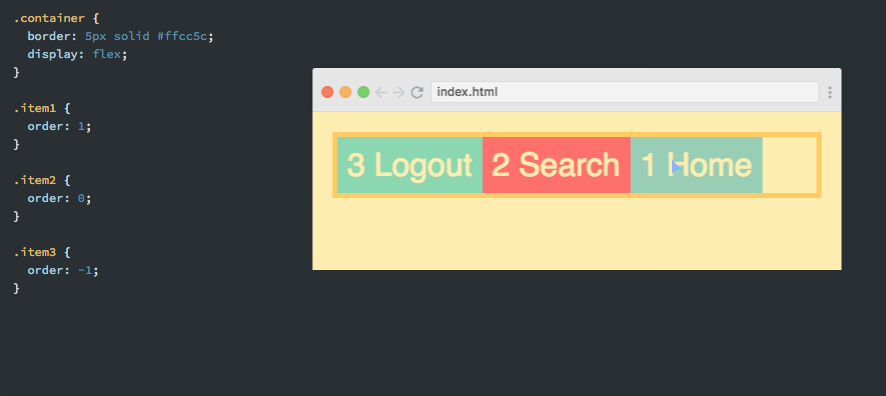 .container {
border: 5px solid #ffcc5c;
display: flex;
}
.item1 {
order: 1;
}
.item2 {
order: 0;
}
.item3 {
order: -1;
}
index.html
3 Logout 2 Search 1 Home